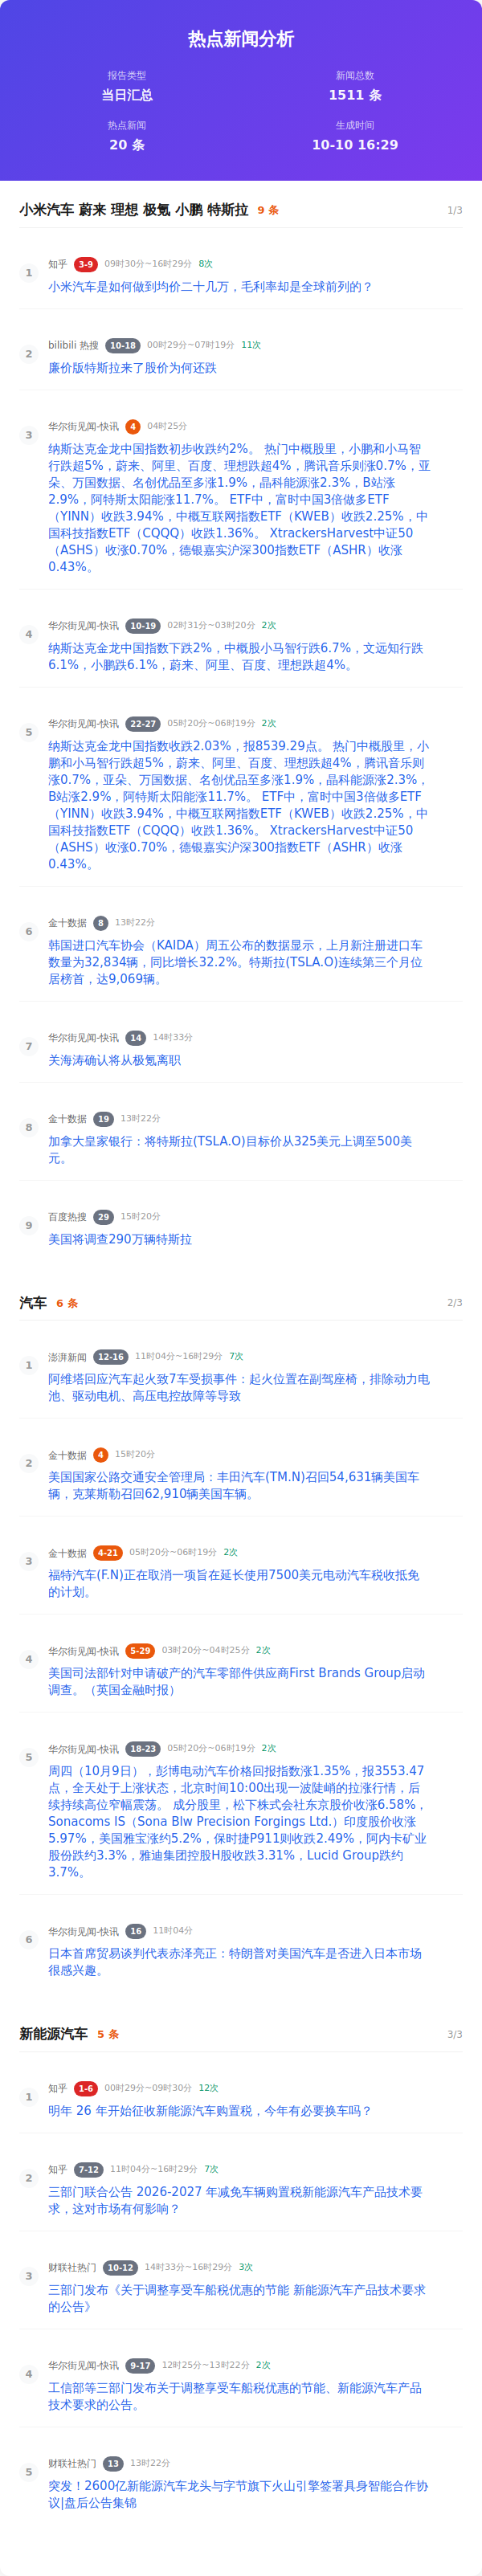 热点新闻分析
报告类型
当日汇总
新闻总数
1511 条
热点新闻
20 条
生成时间
10-10 16:29
小米汽车 蔚来 理想 极氪 小鹏 特斯拉 9 条 1/3
1
知乎 3-9 09时30分~16时29分 8次
小米汽车是如何做到均价二十几万，毛利率却是全球前列的？
2
bilibili 热搜 10-18 00时29分~07时19分 11次
廉价版特斯拉来了股价为何还跌
3
华尔街见闻-快讯 4 04时25分
纳斯达克金龙中国指数初步收跌约2%。 热门中概股里，小鹏和小马智
行跌超5%，蔚来、阿里、百度、理想跌超4%，腾讯音乐则涨0.7%，亚
朵、万国数据、名创优品至多涨1.9%，晶科能源涨2.3%，B站涨
2.9%，阿特斯太阳能涨11.7%。 ETF中，富时中国3倍做多ETF
（YINN）收跌3.94%，中概互联网指数ETF（KWEB）收跌2.25%，中
国科技指数ETF（CQQQ）收跌1.36%。 XtrackersHarvest中证50
（ASHS）收涨0.70%，德银嘉实沪深300指数ETF（ASHR）收涨
0.43%。
4
华尔街见闻-快讯 10-19 02时31分~03时20分 2次
纳斯达克金龙中国指数下跌2%，中概股小马智行跌6.7%，文远知行跌
6.1%，小鹏跌6.1%，蔚来、阿里、百度、理想跌超4%。
5
华尔街见闻-快讯 22-27 05时20分~06时19分 2次
纳斯达克金龙中国指数收跌2.03%，报8539.29点。 热门中概股里，小
鹏和小马智行跌超5%，蔚来、阿里、百度、理想跌超4%，腾讯音乐则
涨0.7%，亚朵、万国数据、名创优品至多涨1.9%，晶科能源涨2.3%，
B站涨2.9%，阿特斯太阳能涨11.7%。 ETF中，富时中国3倍做多ETF
（YINN）收跌3.94%，中概互联网指数ETF（KWEB）收跌2.25%，中
国科技指数ETF（CQQQ）收跌1.36%。 XtrackersHarvest中证50
（ASHS）收涨0.70%，德银嘉实沪深300指数ETF（ASHR）收涨
0.43%。
6
金十数据 8 13时22分
韩国进口汽车协会（KAIDA）周五公布的数据显示，上月新注册进口车
数量为32,834辆，同比增长32.2%。特斯拉(TSLA.O)连续第三个月位
居榜首，达9,069辆。
7
华尔街见闻-快讯 14 14时33分
关海涛确认将从极氪离职
8
金十数据 19 13时22分
加拿大皇家银行：将特斯拉(TSLA.O)目标价从325美元上调至500美
元。
9
百度热搜 29 15时20分
美国将调查290万辆特斯拉
汽车 6 条 2/3
1
澎湃新闻 12-16 11时04分~16时29分 7次
阿维塔回应汽车起火致7车受损事件：起火位置在副驾座椅，排除动力电
池、驱动电机、高压电控故障等导致
2
金十数据 4 15时20分
美国国家公路交通安全管理局：丰田汽车(TM.N)召回54,631辆美国车
辆，克莱斯勒召回62,910辆美国车辆。
3
金十数据 4-21 05时20分~06时19分 2次
福特汽车(F.N)正在取消一项旨在延长使用7500美元电动汽车税收抵免
的计划。
4
华尔街见闻-快讯 5-29 03时20分~04时25分 2次
美国司法部针对申请破产的汽车零部件供应商First Brands Group启动
调查。（英国金融时报）
5
华尔街见闻-快讯 18-23 05时20分~06时19分 2次
周四（10月9日），彭博电动汽车价格回报指数涨1.35%，报3553.47
点，全天处于上涨状态，北京时间10:00出现一波陡峭的拉涨行情，后
续持续高位窄幅震荡。 成分股里，松下株式会社东京股价收涨6.58%，
Sonacoms IS（Sona Blw Precision Forgings Ltd.）印度股价收涨
5.97%，美国雅宝涨约5.2%，保时捷P911则收跌2.49%，阿内卡矿业
股份跌约3.3%，雅迪集团控股H股收跌3.31%，Lucid Group跌约
3.7%。
6
华尔街见闻-快讯 16 11时04分
日本首席贸易谈判代表赤泽亮正：特朗普对美国汽车是否进入日本市场
很感兴趣。
新能源汽车 5 条 3/3
1
知乎 1-6 00时29分~09时30分 12次
明年 26 年开始征收新能源汽车购置税，今年有必要换车吗？
2
知乎 7-12 11时04分~16时29分 7次
三部门联合公告 2026-2027 年减免车辆购置税新能源汽车产品技术要
求，这对市场有何影响？
3
财联社热门 10-12 14时33分~16时29分 3次
三部门发布《关于调整享受车船税优惠的节能 新能源汽车产品技术要求
的公告》
4
华尔街见闻-快讯 9-17 12时25分~13时22分 2次
工信部等三部门发布关于调整享受车船税优惠的节能、新能源汽车产品
技术要求的公告。
5
财联社热门 13 13时22分
突发！2600亿新能源汽车龙头与字节旗下火山引擎签署具身智能合作协
议|盘后公告集锦